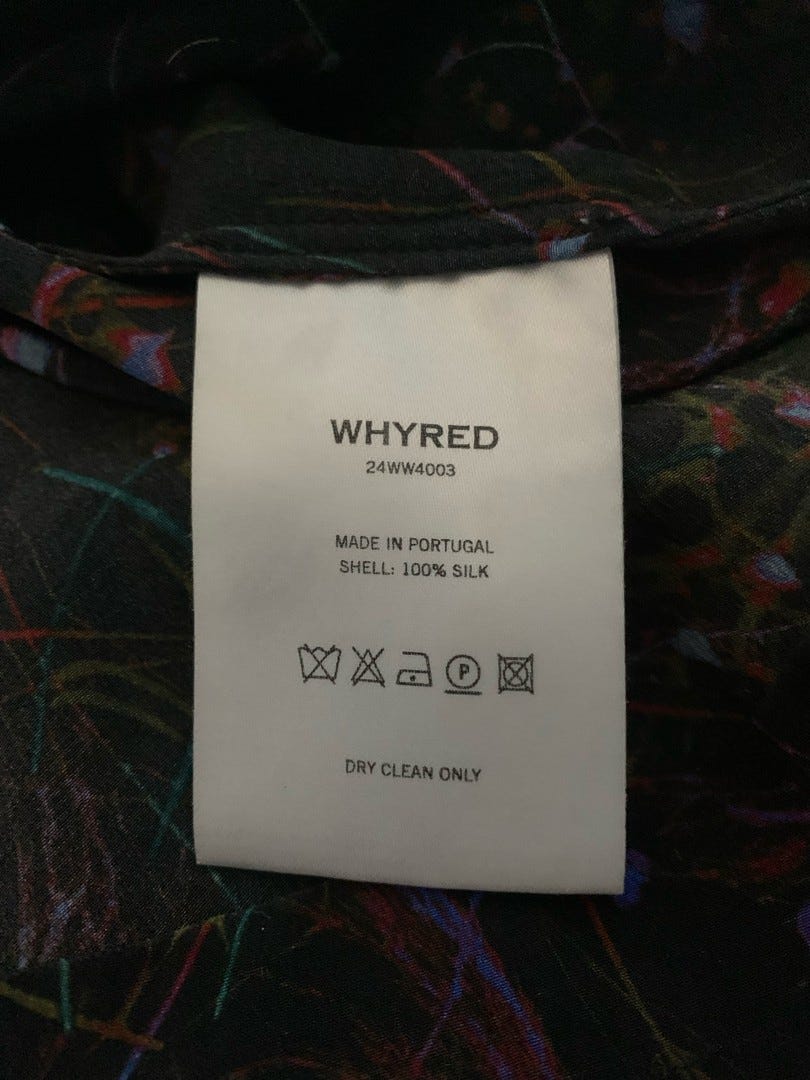 WHYRED
24WW4003
MADE IN PORTUGAL
SHELL: 100% SILK
P
DRY CLEAN ONLY